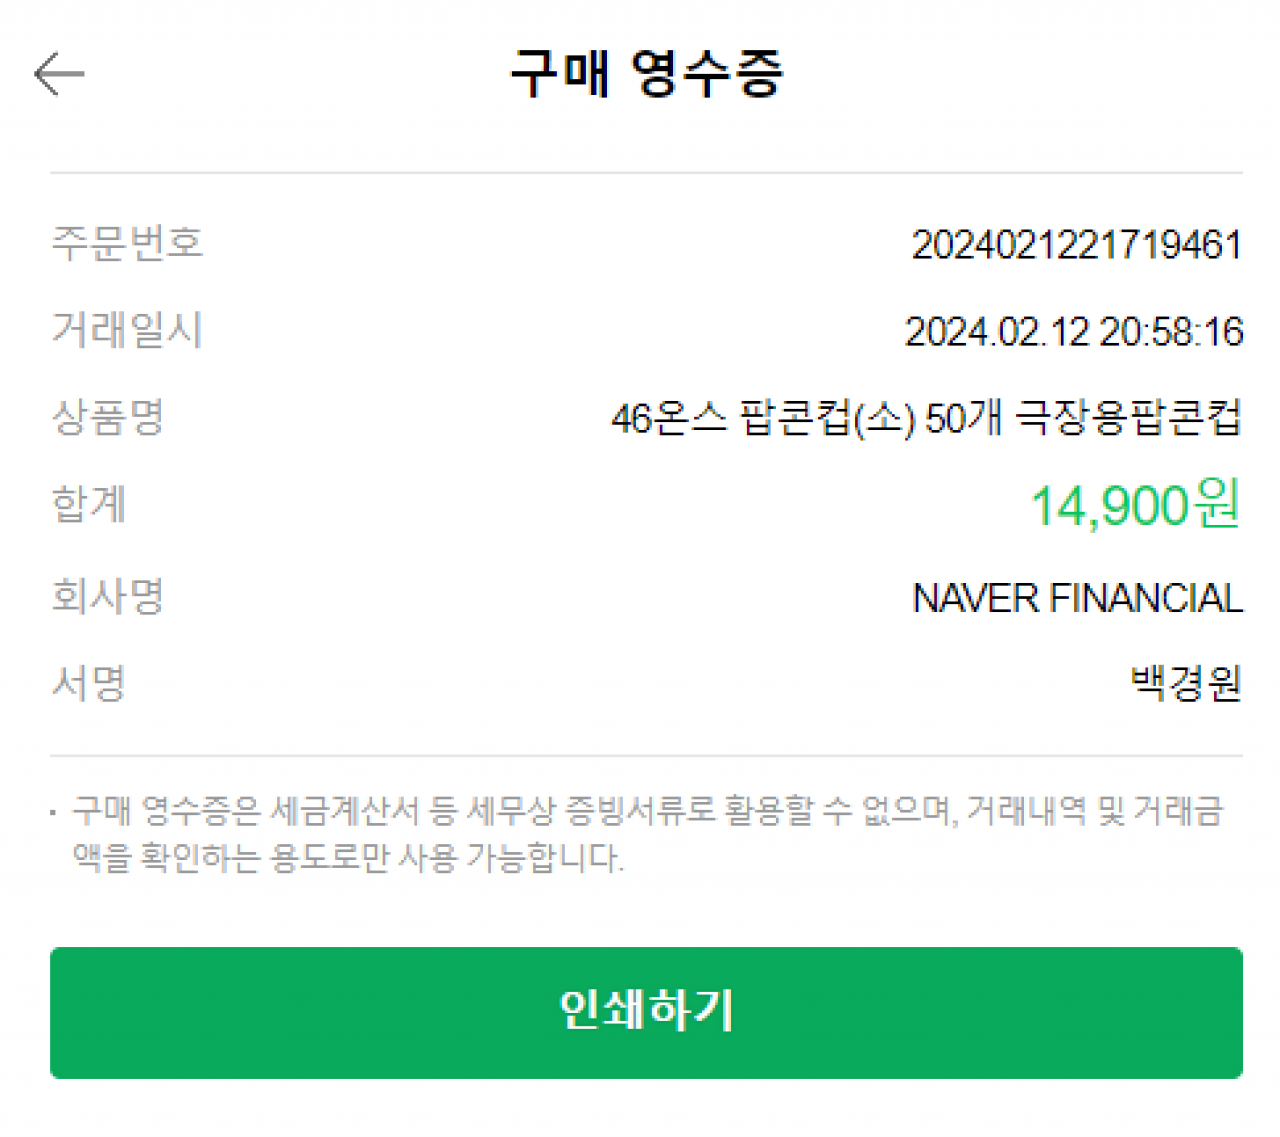 구매 영수증
주문번호 2024021221719461
거래일시 2024.02.12 20:58:16
상품명 46온스 팝콘컵(소) 50개 극장용팝콘컵
합계 14,900원
회사명 NAVER FINANCIAL
서명 백경원
· 구매 영수증은 세금계산서 등 세무상 증빙서류로 활용할 수 없으며, 거래내역 및 거래금
액을 확인하는 용도로만 사용 가능합니다.
인쇄하기